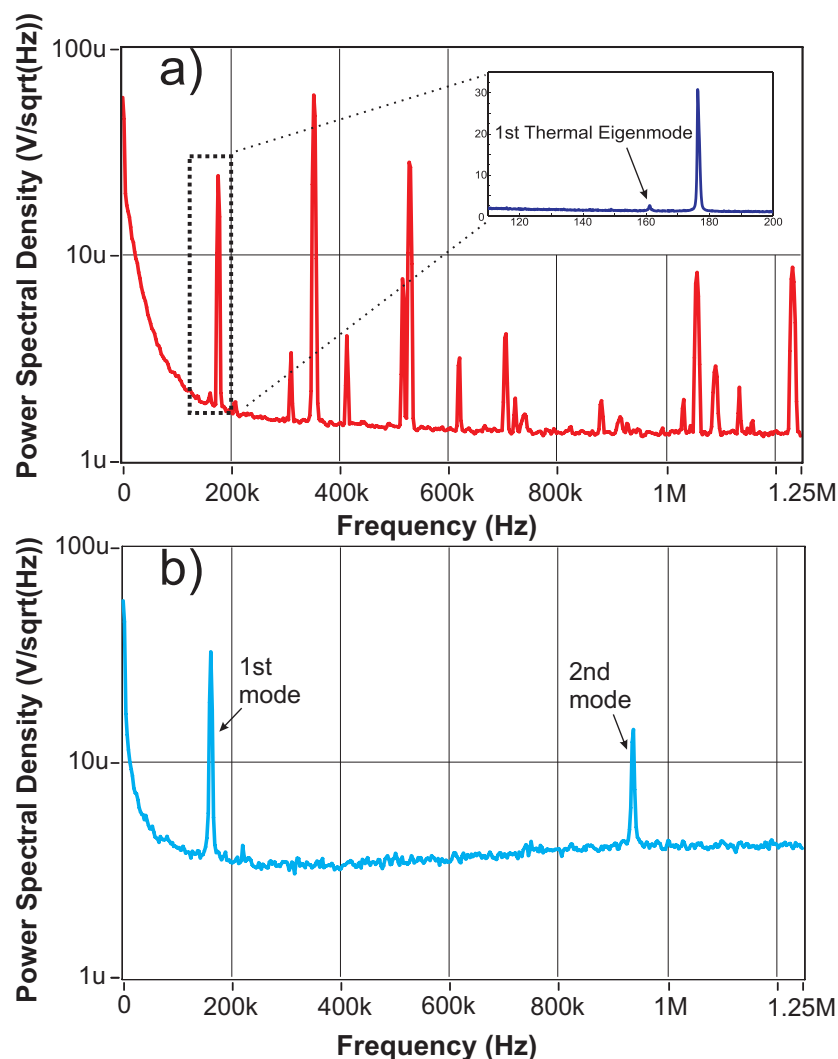 a)
Power Spectral Density (V/sqrt(Hz))
100u
10u
1u
1st Thermal Eigenmode
30
20
10
0
120
140
160
180
200
0
200k
400k
600k
800k
1M
1.25M
Frequency (Hz)
b)
Power Spectral Density (V/sqrt(Hz))
100u
10u
1u
1st
mode
2nd
mode
0
200k
400k
600k
800k
1M
1.25M
Frequency (Hz)